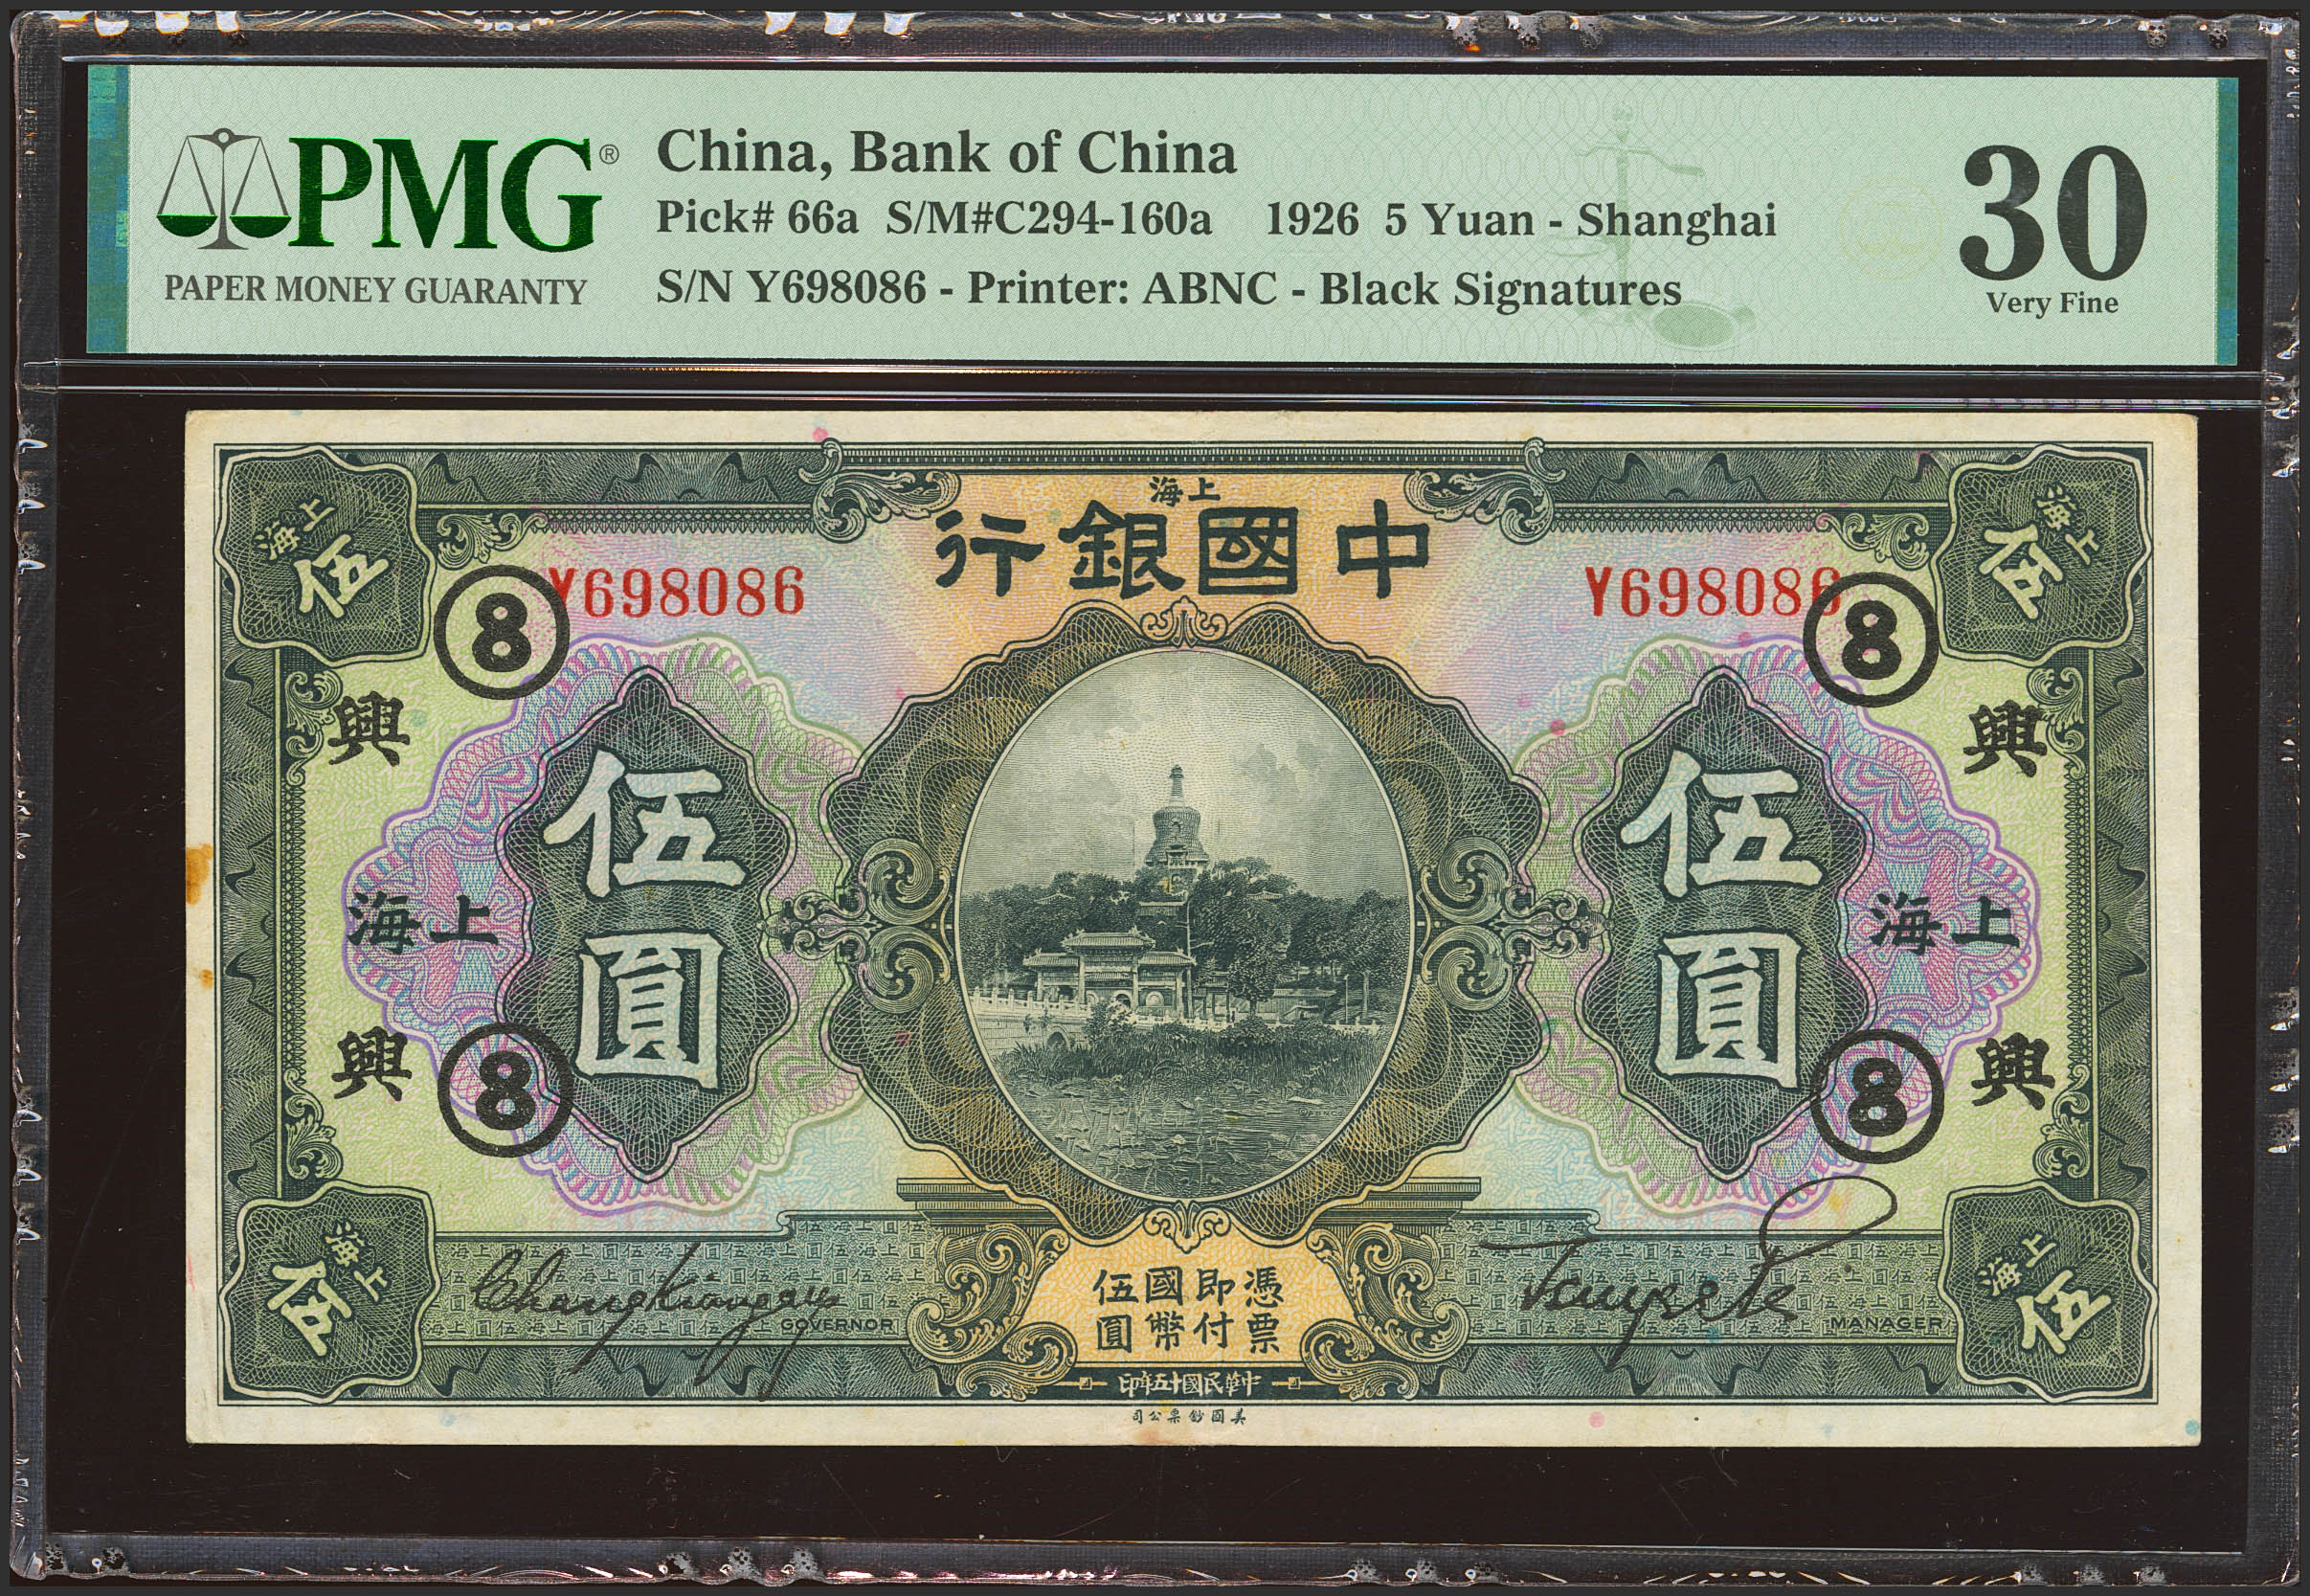 PMG®
PAPER MONEY GUARANTY
China, Bank of China
Pick# 66a S/M#C294-160a 1926 5 Yuan - Shanghai
S/N Y698086 - Printer: ABNC - Black Signatures
30
Very Fine
上海
伍
上海
行銀國中
上海
伍
Y698086
Y698086
8
8
興
興
伍圓
伍圓
海上
海上
興
興
8
8
憑票
即付
國幣
伍圓
GOVERNOR
MANAGER
上海
伍
上海
伍
印年五十國民華中
司公票鈔國美